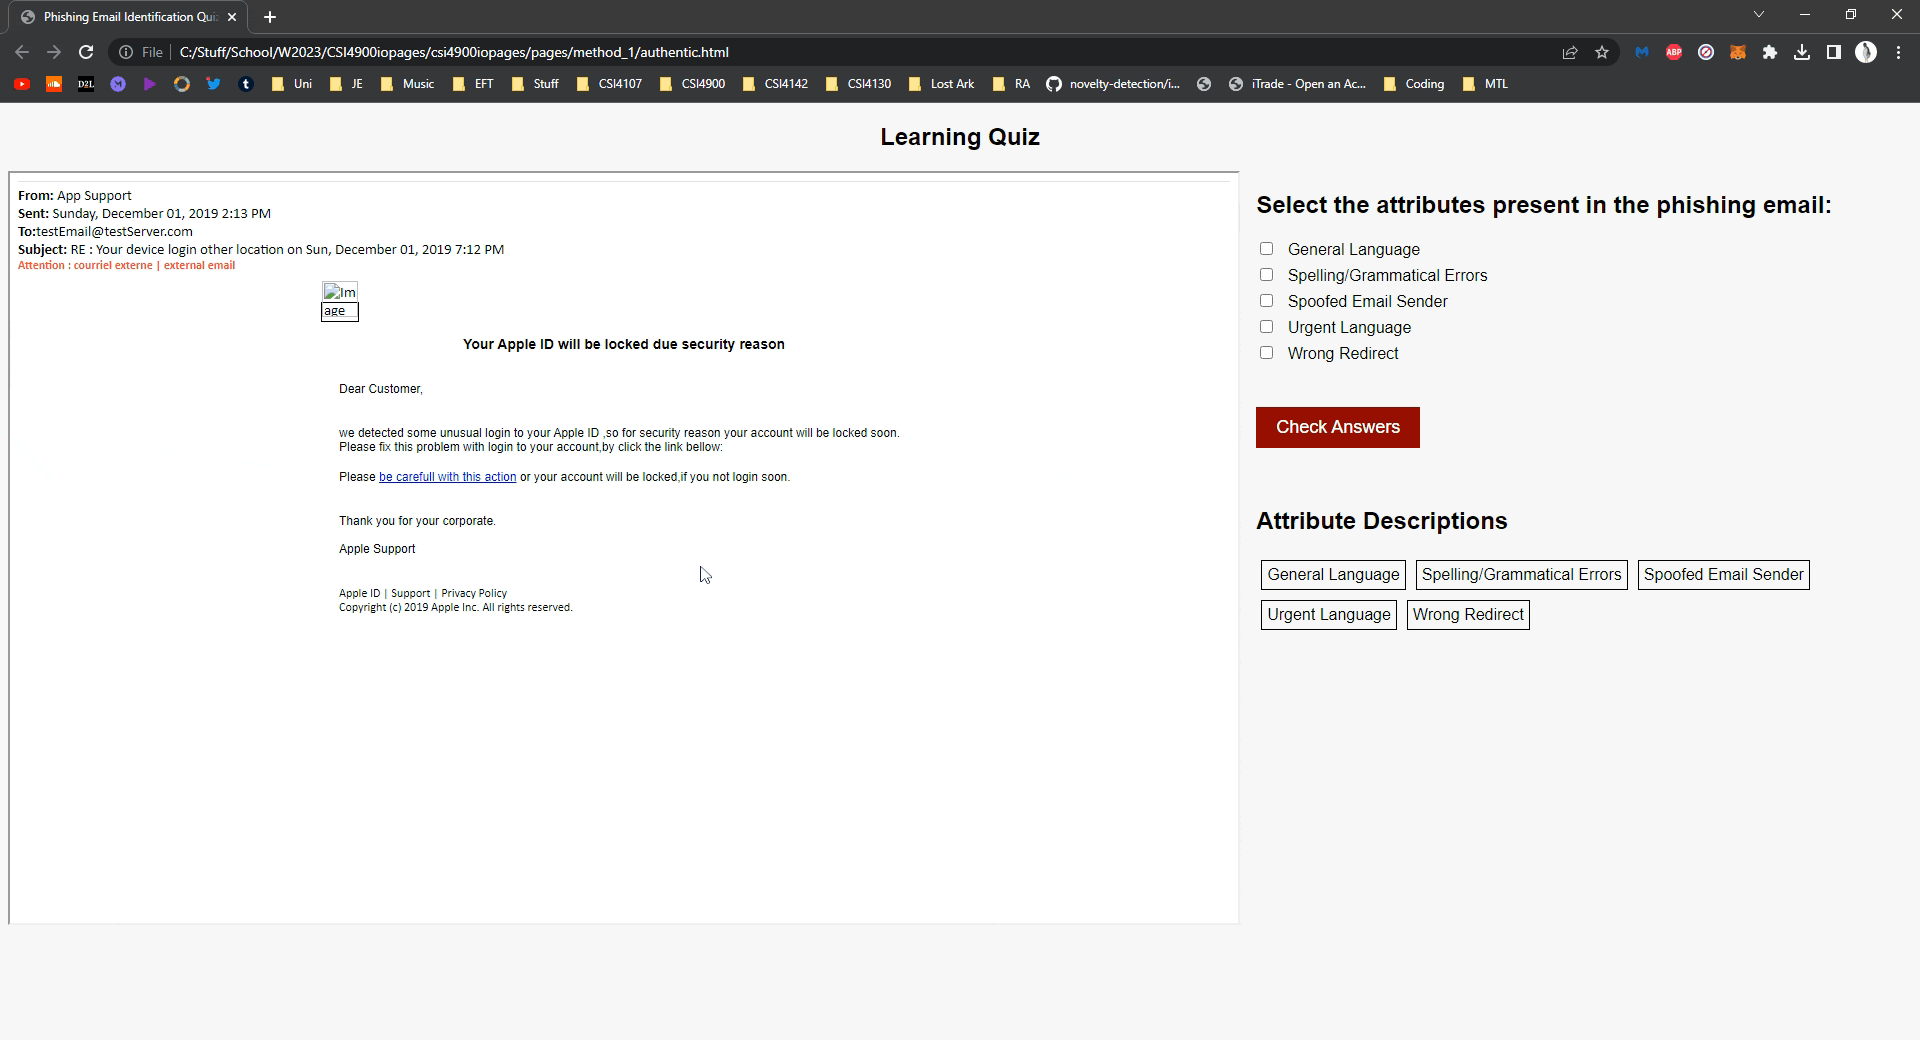 Phishing Email Identification Qui
File
C:/Stuff/School/W2023/CSI4900iopages/csi4900iopages/pages/method_1/authentic.html
ABP
D2L
Uni
JE
Music
EFT
Stuff
CSI4107
CSI4900
CSI4142
CSI4130
Lost Ark
RA
novelty-detection/i...
iTrade - Open an Ac...
Coding
MTL
Learning Quiz
From: App Support
Sent: Sunday, December 01, 2019 2:13 PM
To:testEmail@testServer.com
Subject: RE : Your device login other location on Sun, December 01, 2019 7:12 PM
Attention : courriel externe | external email
Im
age
Your Apple ID will be locked due security reason
Dear Customer,
we detected some unusual login to your Apple ID ,so for security reason your account will be locked soon.
Please fix this problem with login to your account,by click the link bellow:
Please be carefull with this action or your account will be locked,if you not login soon.
Thank you for your corporate.
Apple Support
Apple ID | Support | Privacy Policy
Copyright (c) 2019 Apple Inc. All rights reserved.
Select the attributes present in the phishing email:
General Language
Spelling/Grammatical Errors
Spoofed Email Sender
Urgent Language
Wrong Redirect
Check Answers
Attribute Descriptions
General Language
Spelling/Grammatical Errors
Spoofed Email Sender
Urgent Language
Wrong Redirect